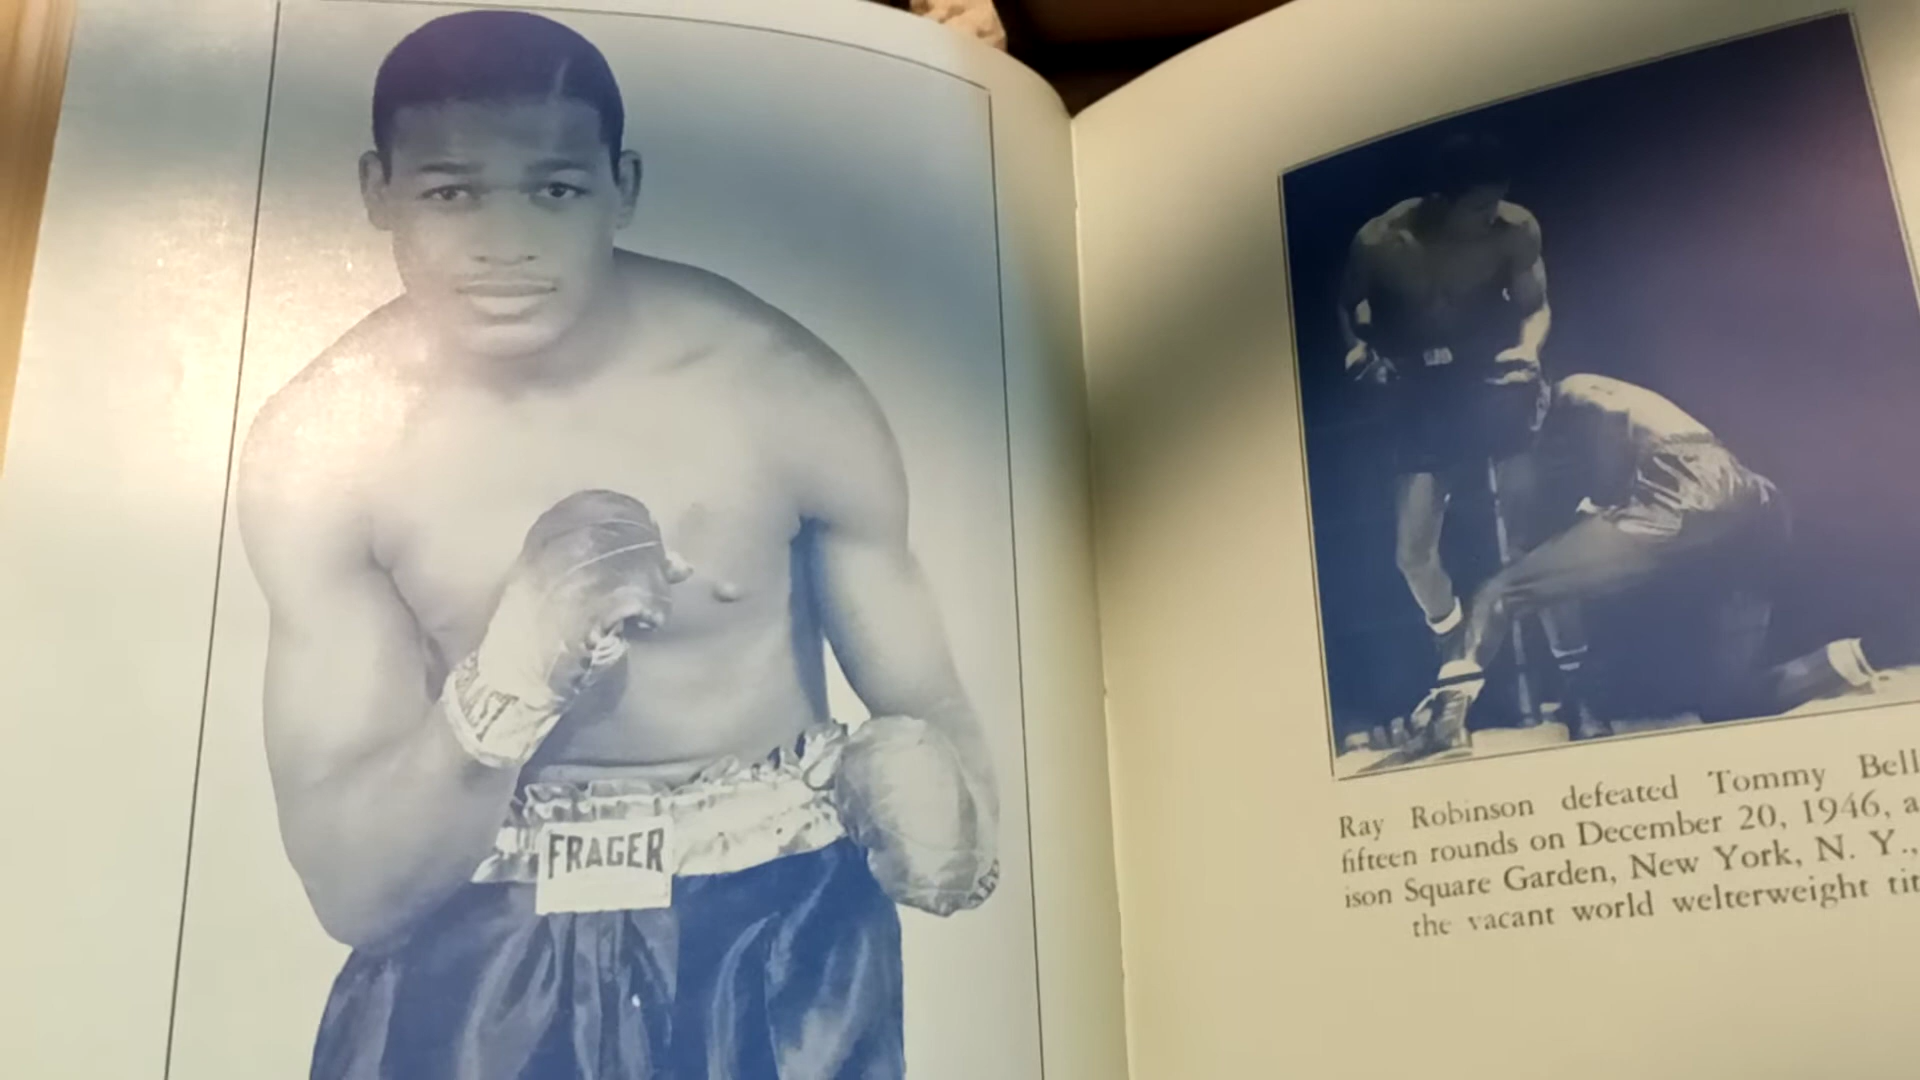 FRAGER
Ray Robinson defeated Tommy Bell
fifteen rounds on December 20, 1946, a
ison Square Garden, New York, N. Y.,
the vacant world welterweight tit